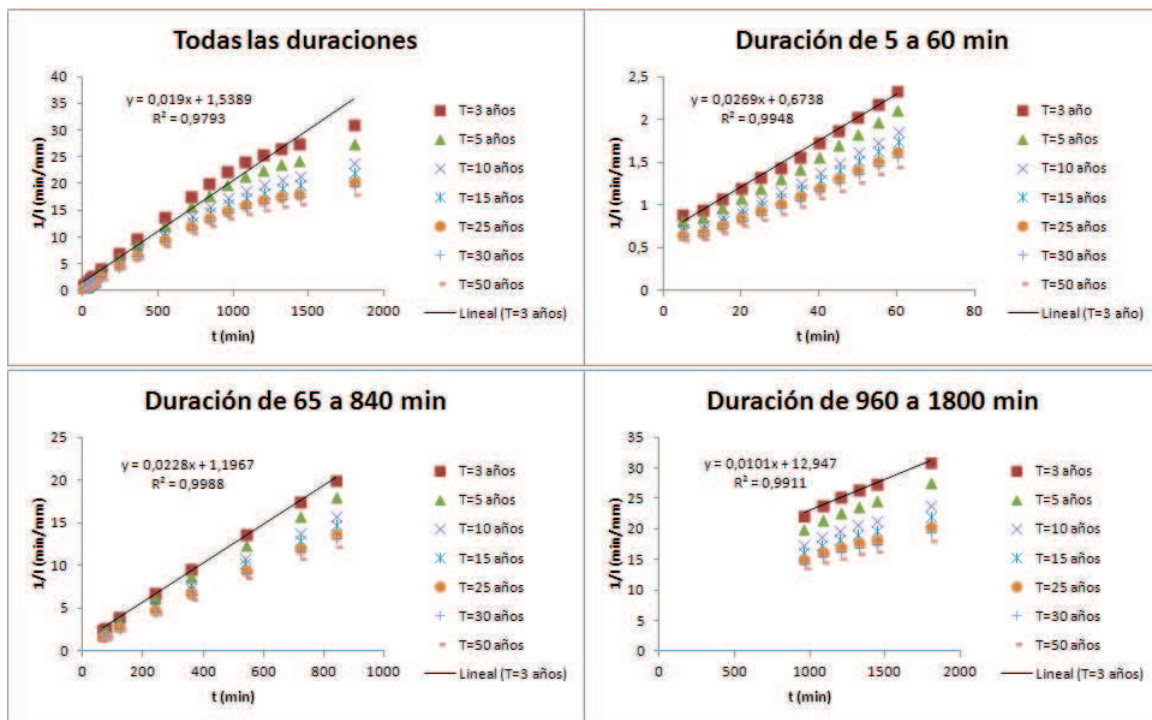 Todas las duraciones
40
35
30
25
20
15
10
5
0
1/I (min/mm)
y = 0,019x + 1,5389
R² = 0,9793
0
500
1000
1500
2000
t (min)
T=3 años
T=5 años
T=10 años
T=15 años
T=25 años
T=30 años
T=50 años
Lineal (T=3 años)
Duración de 5 a 60 min
2,5
2
1,5
1
0,5
0
1/I (min/mm)
y = 0,0269x + 0,6738
R² = 0,9948
0
20
40
60
80
t (min)
T=3 año
T=5 años
T=10 años
T=15 años
T=25 años
T=30 años
T=50 años
Lineal (T=3 año)
Duración de 65 a 840 min
25
20
15
10
5
0
1/I (min/mm)
y = 0,0228x + 1,1967
R² = 0,9988
0
200
400
600
800
1000
t (min)
T=3 años
T=5 años
T=10 años
T=15 años
T=25 años
T=30 años
T=50 años
Lineal (T=3 años)
Duración de 960 a 1800 min
35
30
25
20
15
10
5
0
1/I (min/mm)
y = 0,0101x + 12,947
R² = 0,9911
0
500
1000
1500
2000
t (min)
T=3 años
T=5 años
T=10 años
T=15 años
T=25 años
T=30 años
T=50 años
Lineal (T=3 años)